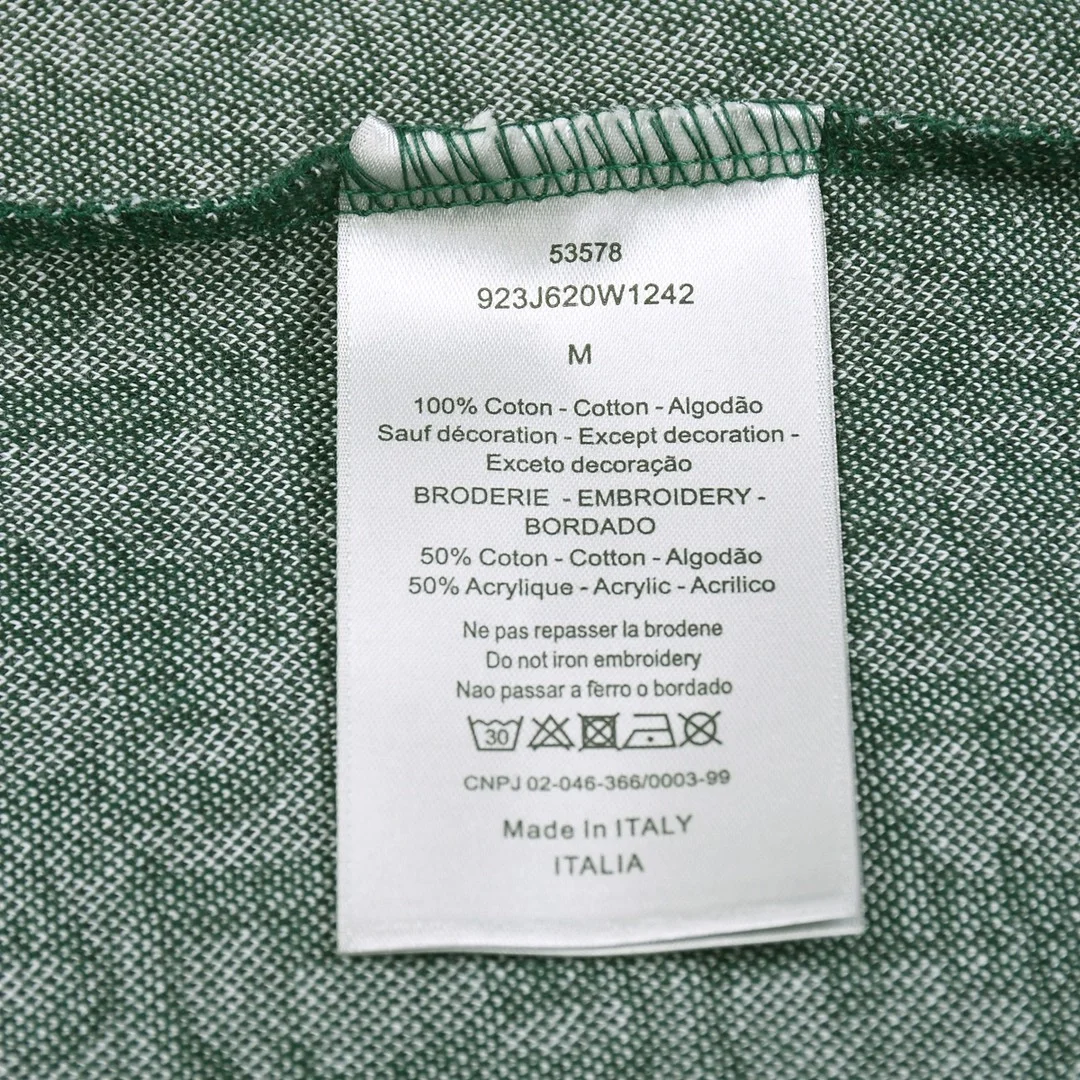 53578
923J620W1242
M
100% Coton - Cotton - Algodão
Sauf décoration - Except decoration -
Exceto decoração
BRODERIE - EMBROIDERY -
BORDADO
50% Coton - Cotton - Algodão
50% Acrylique - Acrylic - Acrilico
Ne pas repasser la brodene
Do not iron embroidery
Nao passar a fèrro o bordado
30
CNPJ 02-046-366/0003-99
Made In ITALY
ITALIA